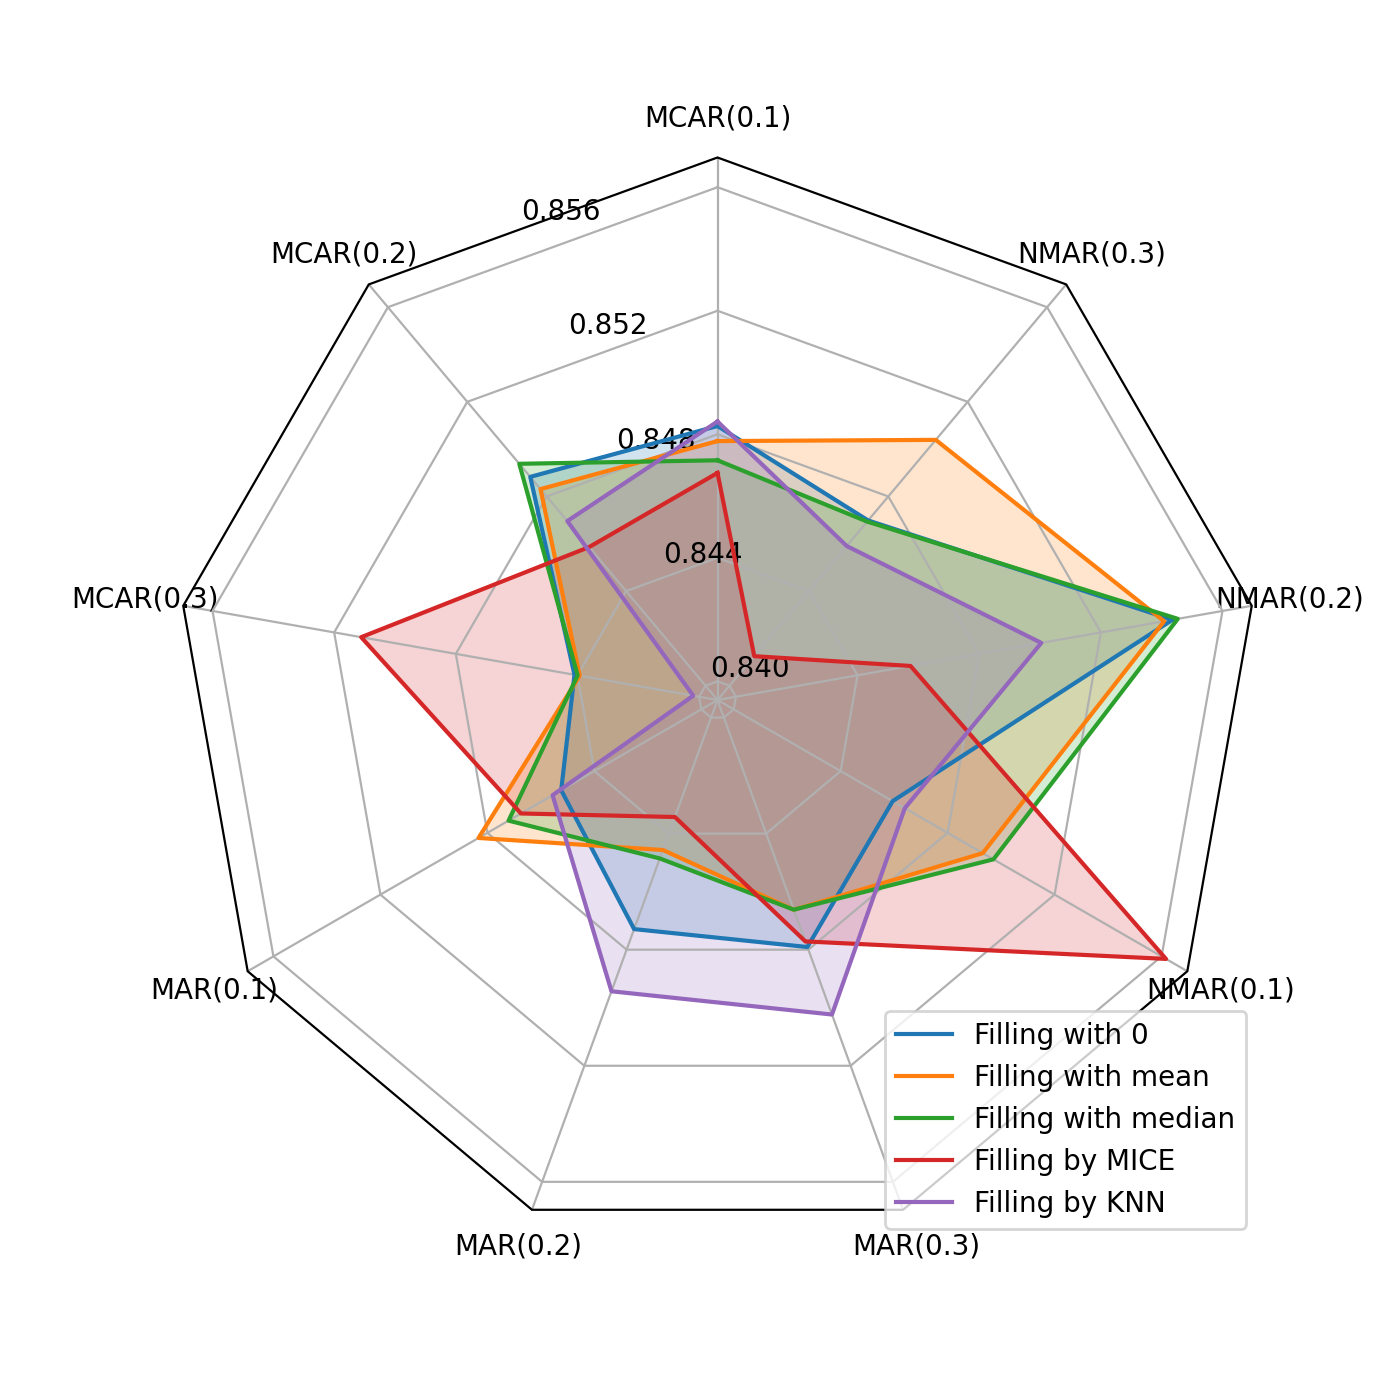 MCAR(0.1)
0.856
MCAR(0.2)
NMAR(0.3)
0.852
0.848
0.844
MCAR(0.3)
NMAR(0.2)
0.840
MAR(0.1)
NMAR(0.1)
Filling with 0
Filling with mean
Filling with median
Filling by MICE
Filling by KNN
MAR(0.2)
MAR(0.3)